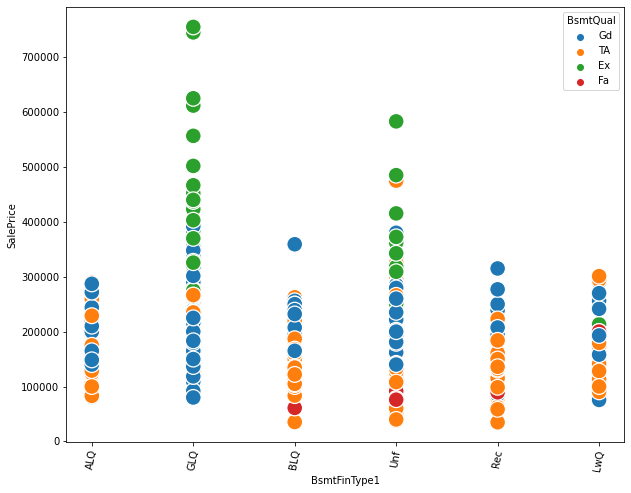 BsmtQual
Gd
TA
Ex
Fa
700000
600000
500000
400000
300000
200000
100000
0
SalePrice
ALQ
GLQ
BLQ
Unf
Rec
LwQ
BsmtFinType1